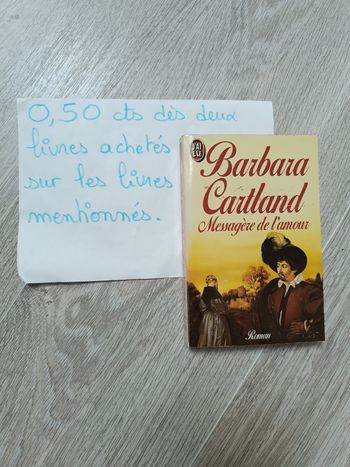 0,50 cts dès deux
livres achetés
sur les livres
mentionnés.
J'AI
LU
Barbara
Cartland
Messagère de l'amour
Roman